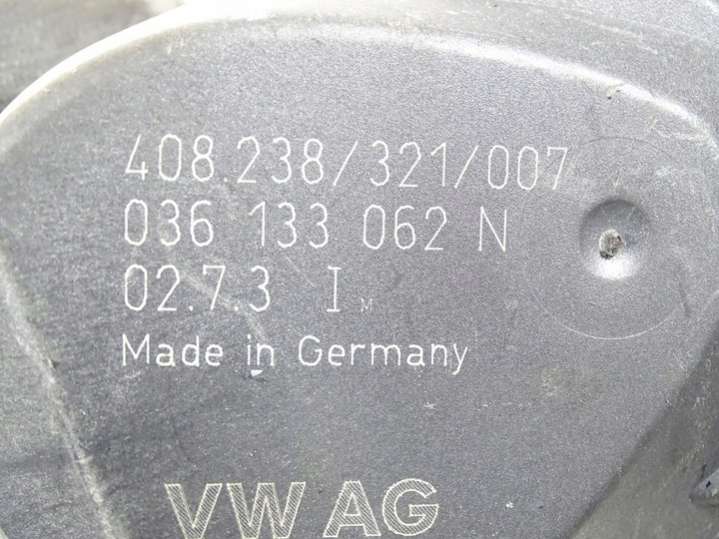 408.238/321/007
036 133 062 N
02.7.3 I M
Made in Germany
VW AG